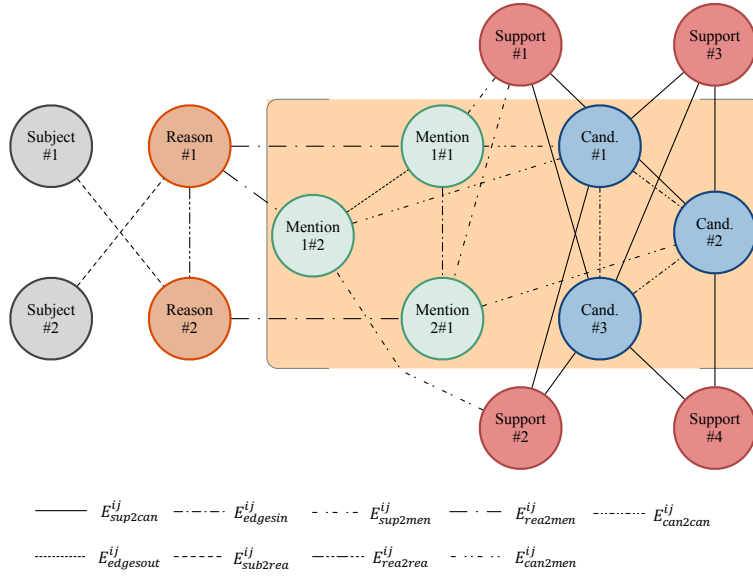 Support
#1
Support
#3
Subject
#1
Reason
#1
Mention
1#1
Cand.
#1
Mention
1#2
Cand.
#2
Subject
#2
Reason
#2
Mention
2#1
Cand.
#3
Support
#2
Support
#4
E^{ij}_{sup2can} E^{ij}_{edgesin} E^{ij}_{sup2men} E^{ij}_{rea2men} E^{ij}_{can2can}
E^{ij}_{edgesout} E^{ij}_{sub2rea} E^{ij}_{rea2rea} E^{ij}_{can2men}